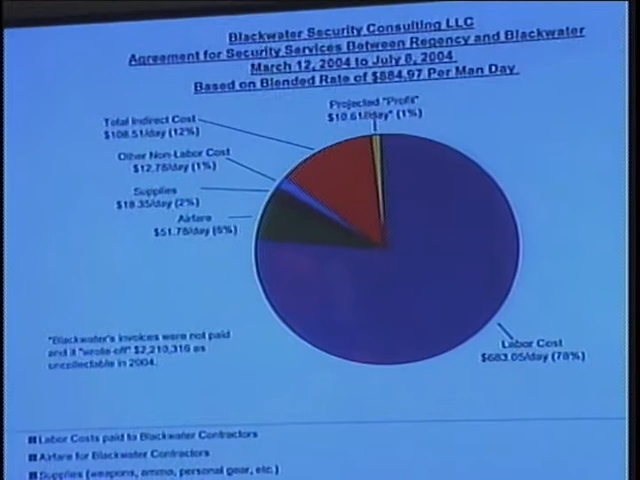 Blackwater Security Consulting LLC
Agreement for Security Services Between Regency and Blackwater
March 12, 2004 to July 8, 2004
Based on Blended Rate of $884.97 Per Man Day
Projected "Profit"
$10.61/day* (1%)
Total Indirect Cost
$108.51/day (12%)
Other Non-Labor Cost
$12.78/day (1%)
Supplies
$18.35/day (2%)
Airfare
$51.78/day (6%)
Labor Cost
$683.05/day (78%)
*Blackwater's invoices were not paid
and it "wrote off" $2,210,316 as
uncollectable in 2004.
Labor Costs paid to Blackwater Contractors
Airfare for Blackwater Contractors
Supplies (weapons, ammo, personal gear, etc.)